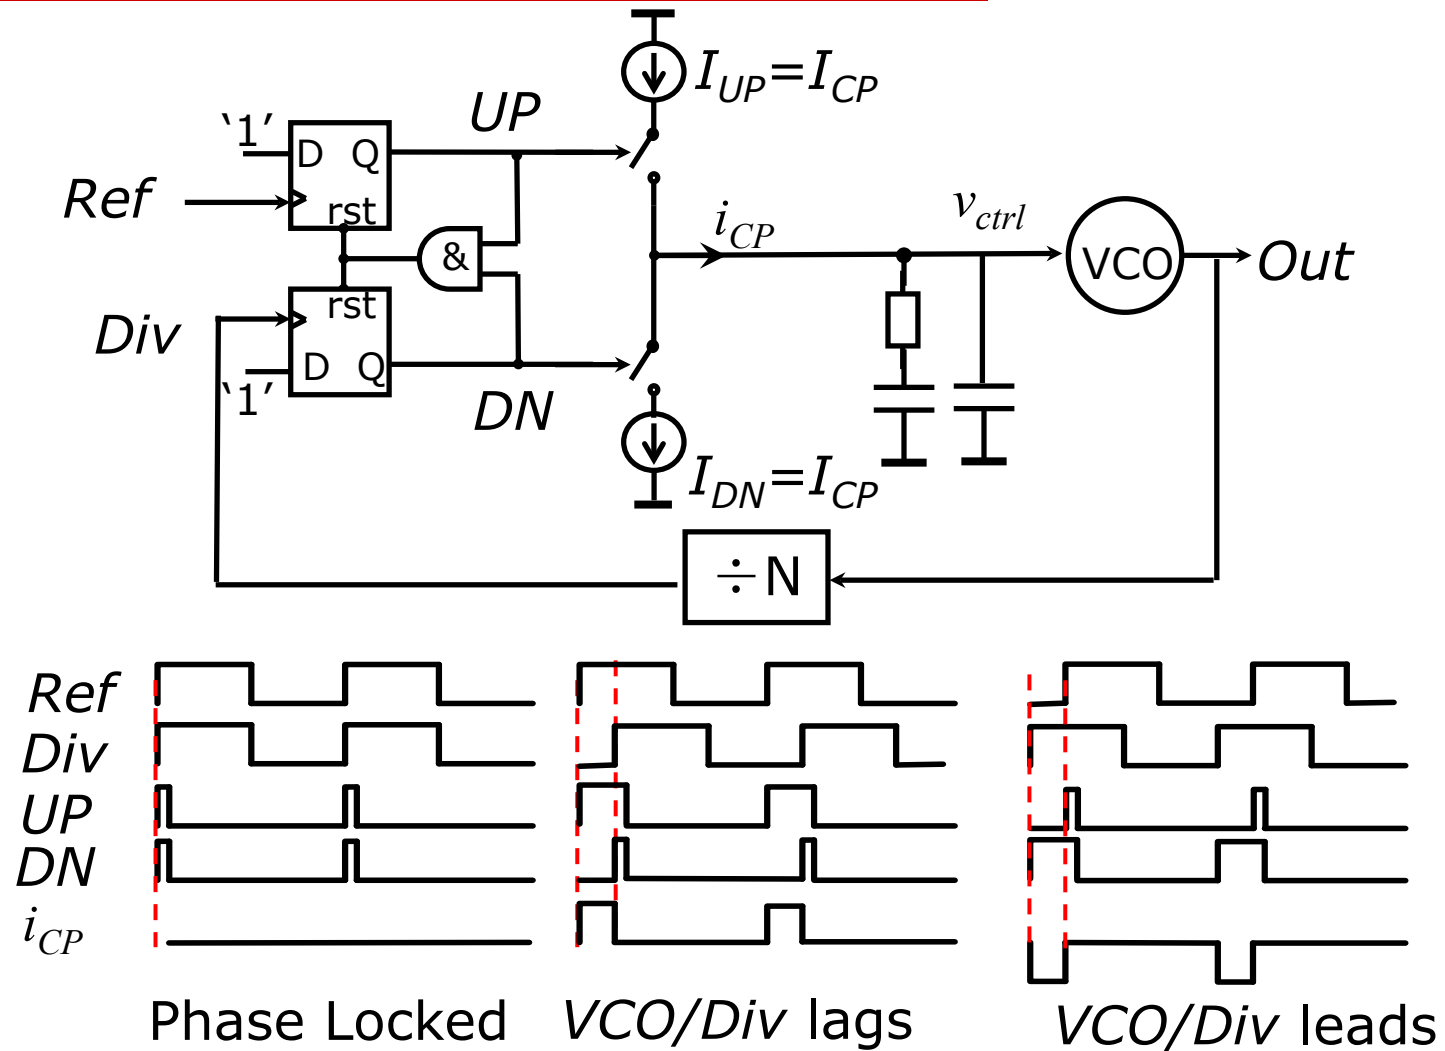 I_UP=I_CP
UP
‘1’
D Q
Ref
rst
&
i_CP
v_ctrl
VCO
Out
rst
Div
D Q
‘1’
DN
I_DN=I_CP
÷N
Ref
Div
UP
DN
i_CP
Phase Locked
VCO/Div lags
VCO/Div leads